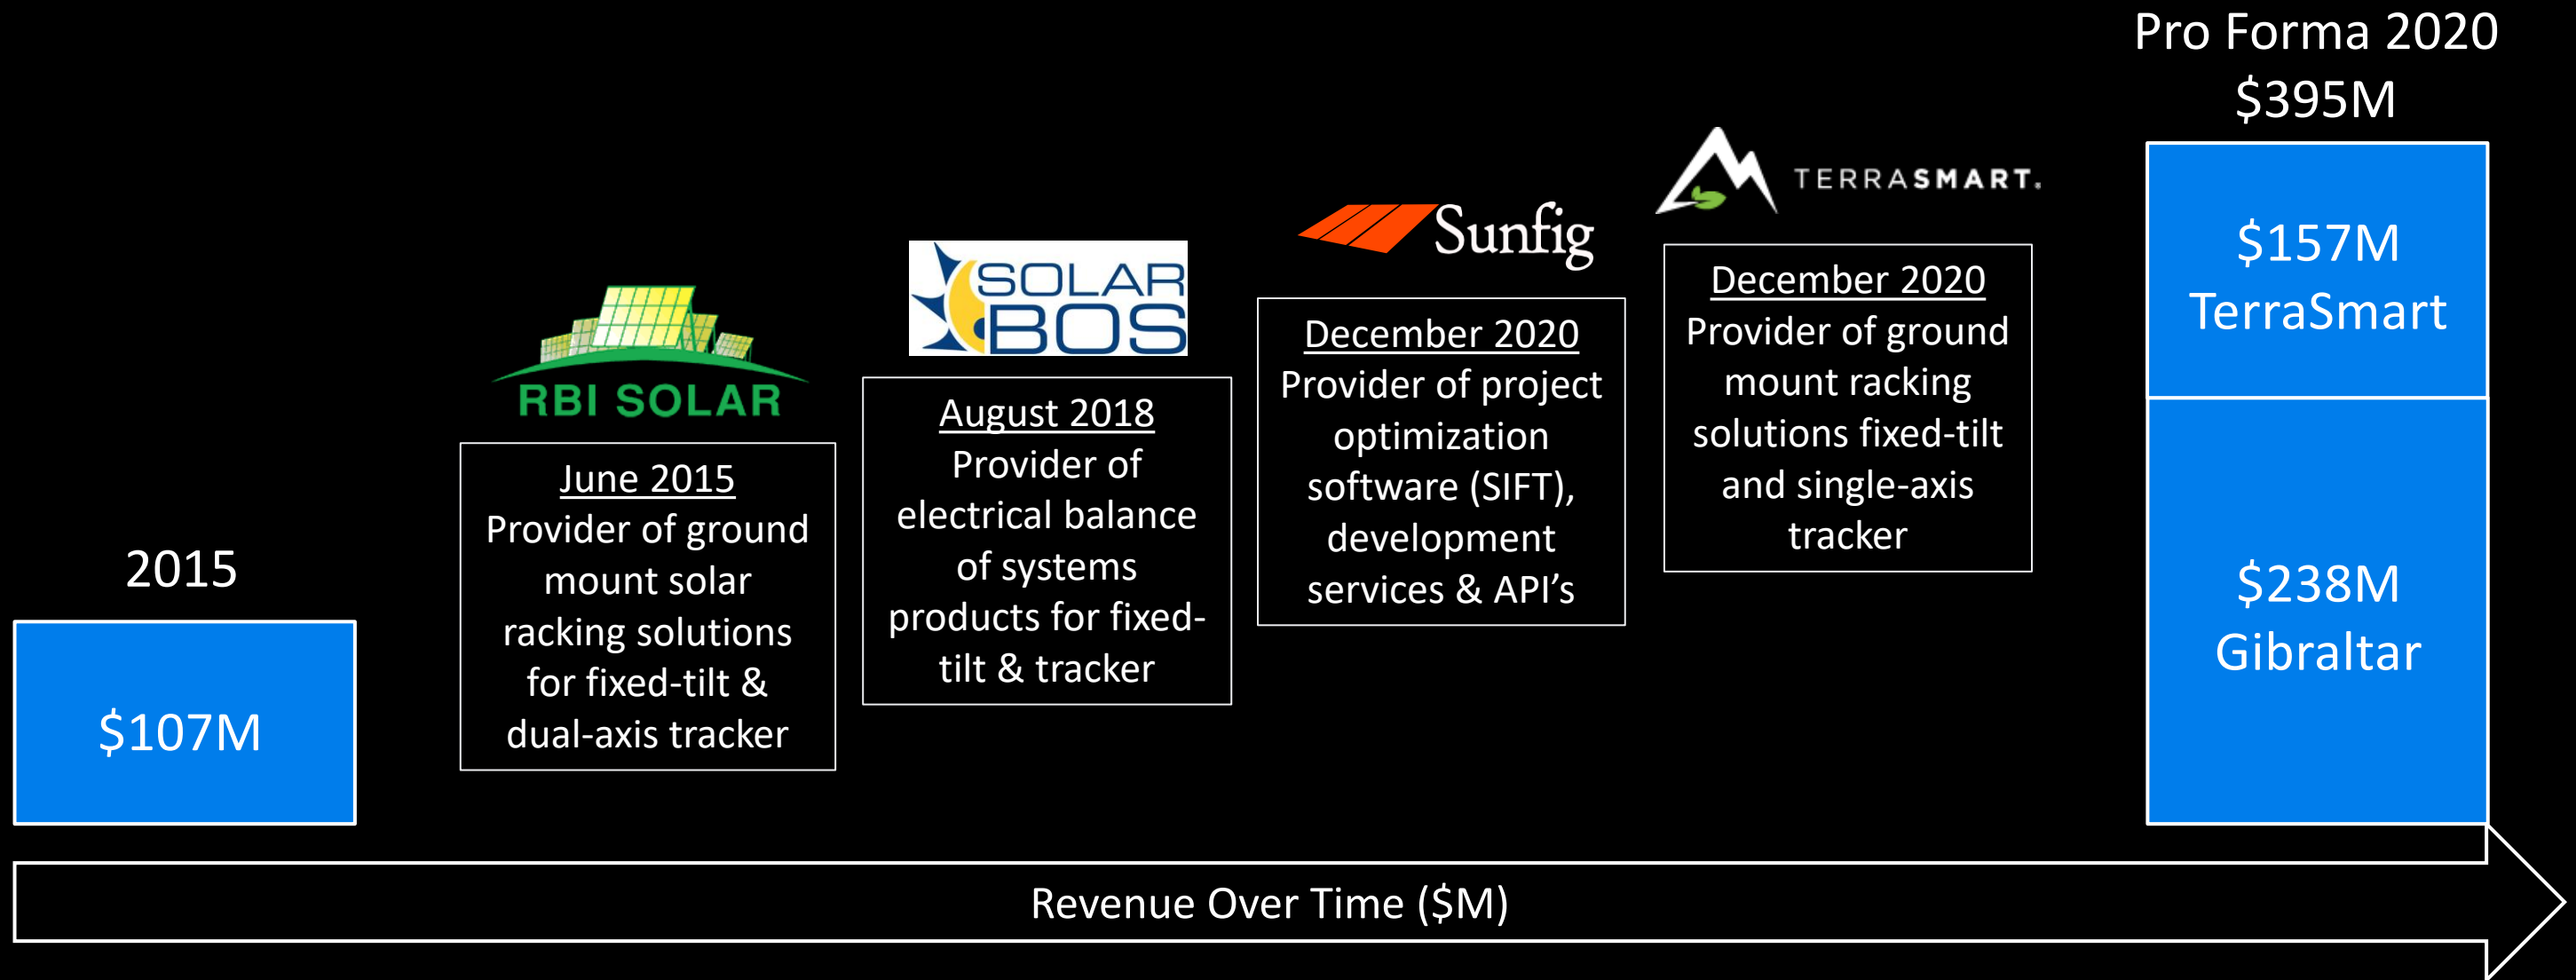 2015
$107M
RBI SOLAR
June 2015
Provider of ground
mount solar
racking solutions
for fixed-tilt &
dual-axis tracker
SOLAR
BOS
August 2018
Provider of
electrical balance
of systems
products for fixed-
tilt & tracker
Sunfig
December 2020
Provider of project
optimization
software (SIFT),
development
services & API’s
TERRASMART.
December 2020
Provider of ground
mount racking
solutions fixed-tilt
and single-axis
tracker
Pro Forma 2020
$395M
$157M
TerraSmart
$238M
Gibraltar
Revenue Over Time ($M)